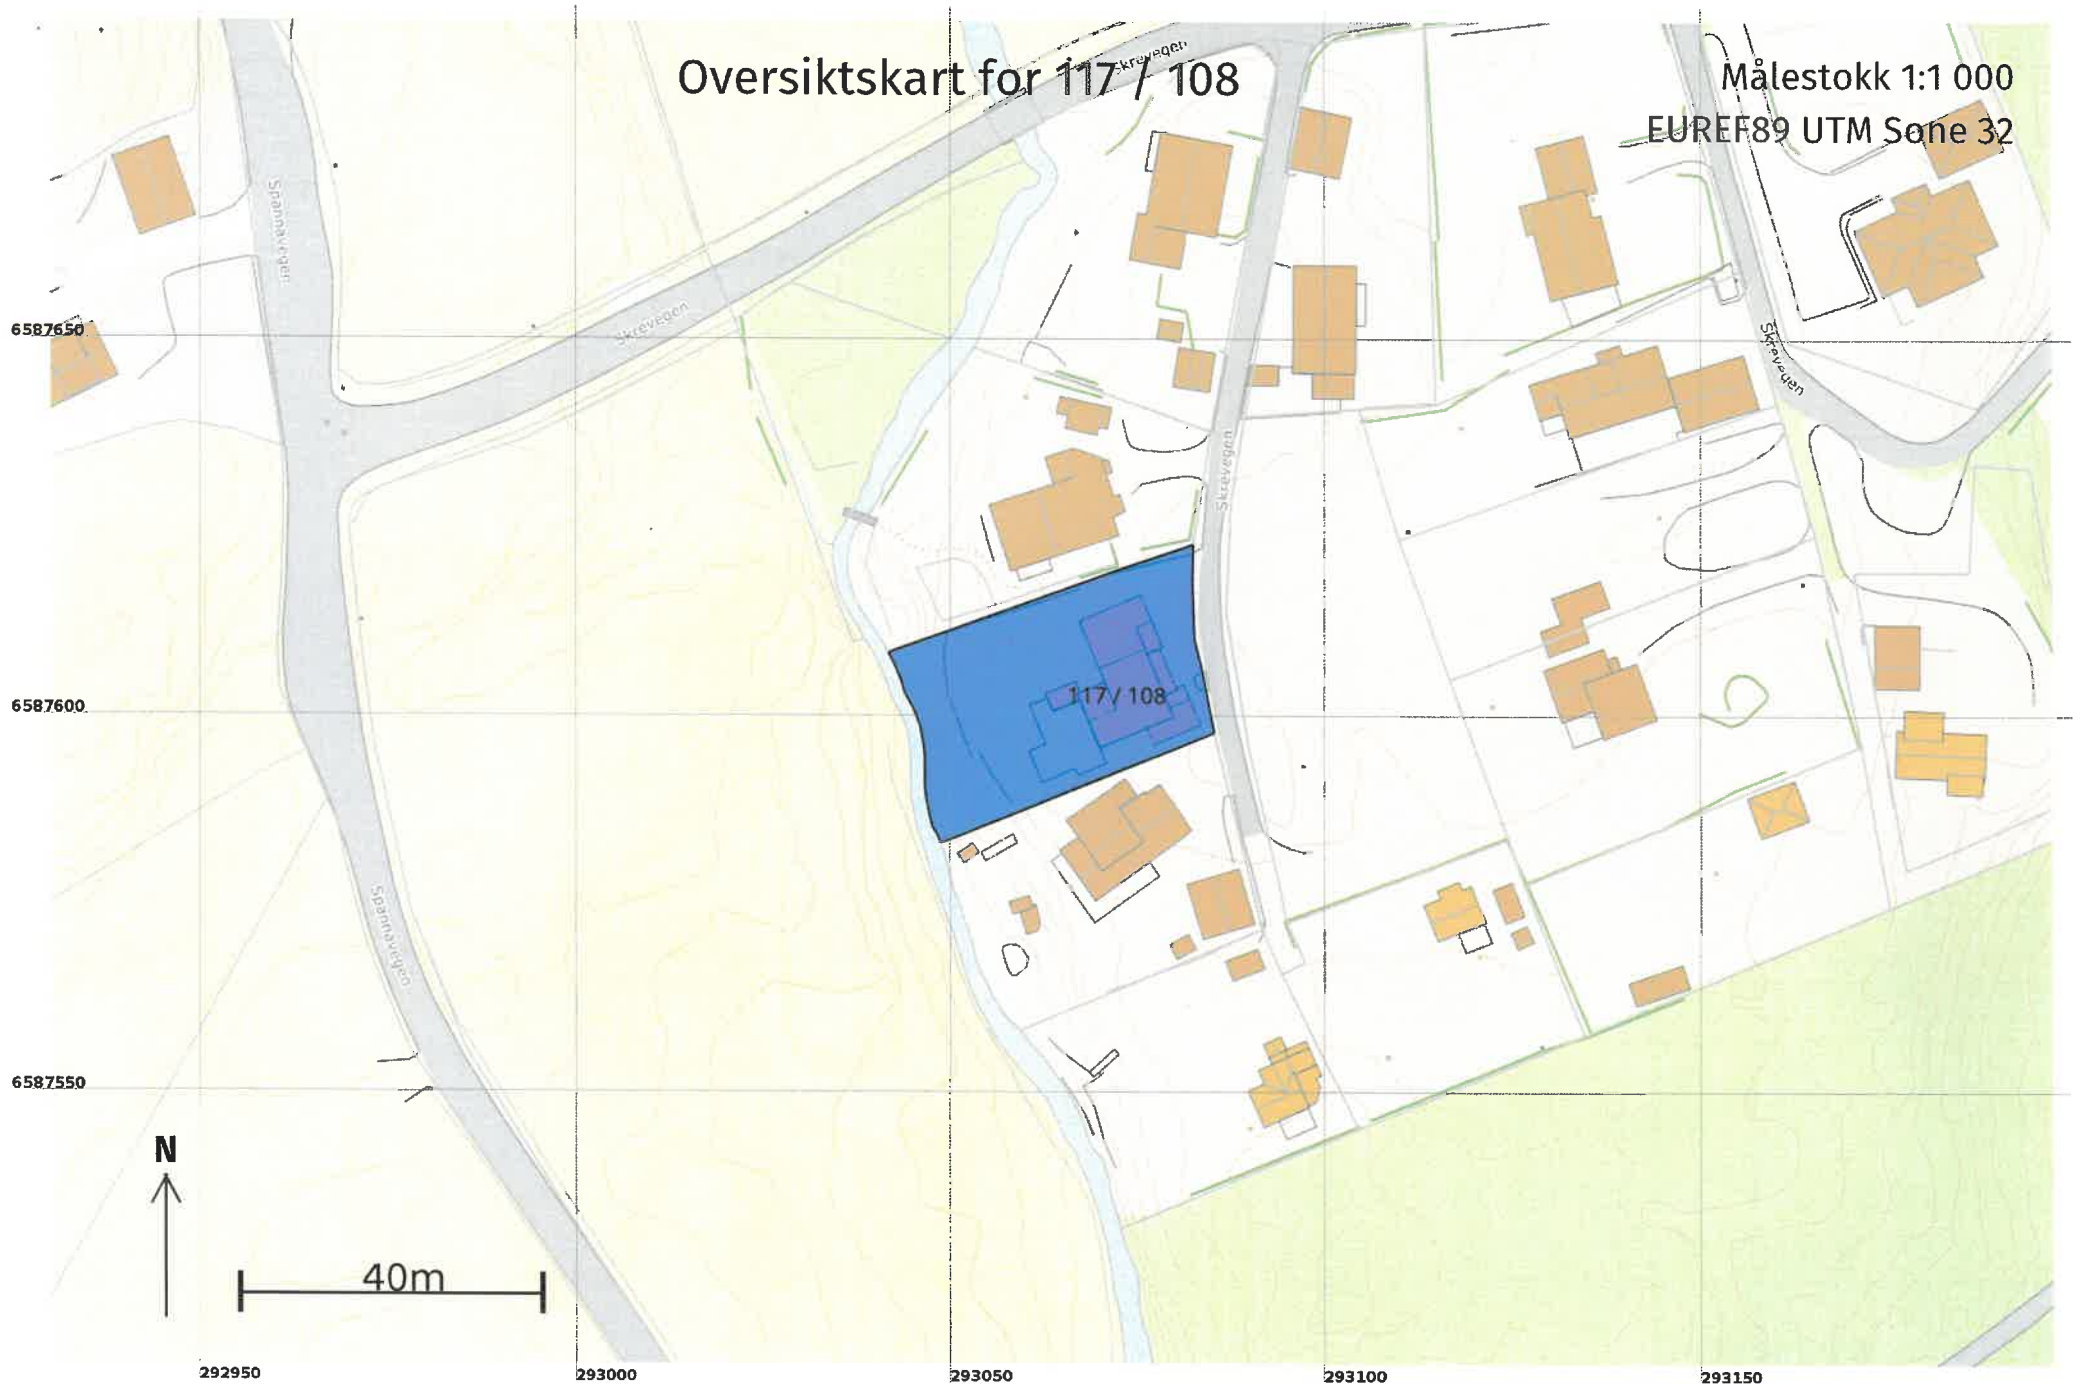 Skrevegen
Oversiktskart for 117 / 108
Målestokk 1:1 000
EUREF89 UTM Sone 32
Spannavegen
6587650
Skrevegen
Skrevegen
Skrevegen
6587600
117 / 108
Spannavegen
6587550
N
40m
292950
293000
293050
293100
293150